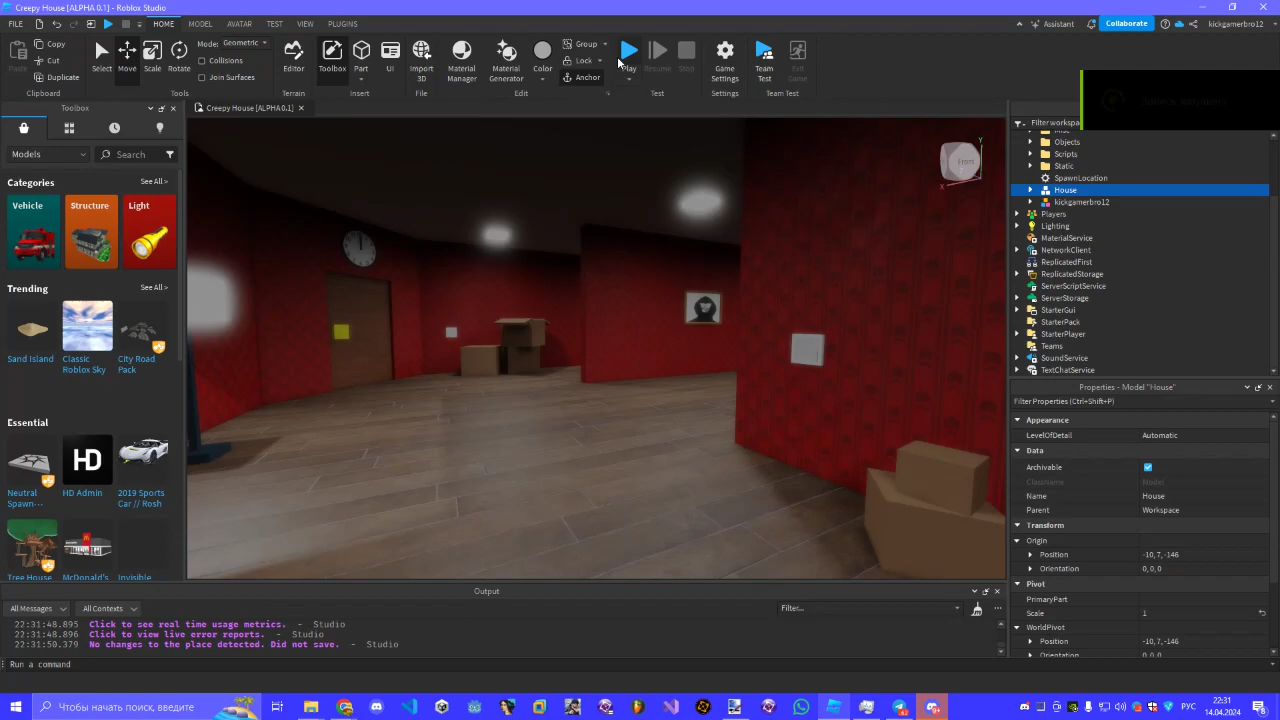 Creepy House [ALPHA 0.1] - Roblox Studio
FILE HOME MODEL AVATAR TEST VIEW PLUGINS Assistant Collaborate kickgamerbro12
Paste Copy Cut Duplicate Clipboard
Select Move Scale Rotate Tools
Mode: Geometric Collisions Join Surfaces
Editor Terrain
Toolbox Part UI Insert
Import 3D File
Material Manager Material Generator Color Group Lock Anchor Edit
Play Resume Stop Test
Game Settings Settings
Team Test Exit Game Team Test
Toolbox
Creepy House [ALPHA 0.1]
Models Search
Categories See All >
Vehicle Structure Light
Trending See All >
Sand Island Classic Roblox Sky City Road Pack
Essential See All >
HD
Neutral Spawn--- HD Admin 2019 Sports Car // Rosh
Tree House McDonald's Invisible
Front
Y
X
Objects
Scripts
Static
SpawnLocation
House
kickgamerbro12
Players
Lighting
MaterialService
NetworkClient
ReplicatedFirst
ReplicatedStorage
ServerScriptService
ServerStorage
StarterGui
StarterPack
StarterPlayer
Teams
SoundService
TextChatService
Properties - Model "House"
Filter Properties (Ctrl+Shift+P)
Appearance
LevelOfDetail Automatic
Data
Archivable
ClassName Model
Name House
Parent Workspace
Transform
Origin
Position -10, 7, -146
Orientation 0, 0, 0
Pivot
PrimaryPart
Scale 1
WorldPivot
Position -10, 7, -146
Orientation 0, 0, 0
Output
All Messages All Contexts Filter...
22:31:48.895 Click to see real time usage metrics. - Studio
22:31:48.896 Click to view live error reports. - Studio
22:31:50.379 No changes to the place detected. Did not save. - Studio
Run a command
Чтобы начать поиск, введите
РУС 22:31 14.04.2024